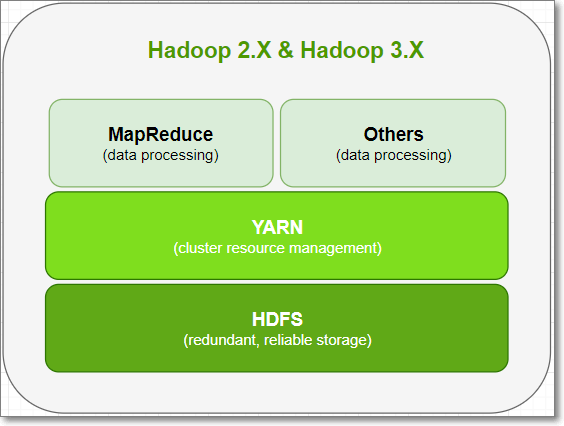 Hadoop 2.X & Hadoop 3.X
MapReduce
(data processing)
Others
(data processing)
YARN
(cluster resource management)
HDFS
(redundant, reliable storage)